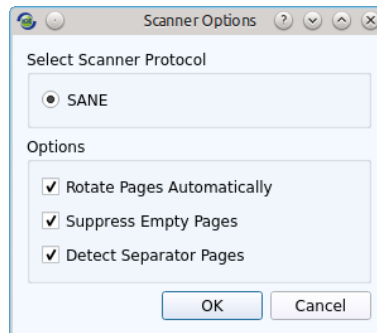 Scanner Options
Select Scanner Protocol
SANE
Options
Rotate Pages Automatically
Suppress Empty Pages
Detect Separator Pages
OK Cancel